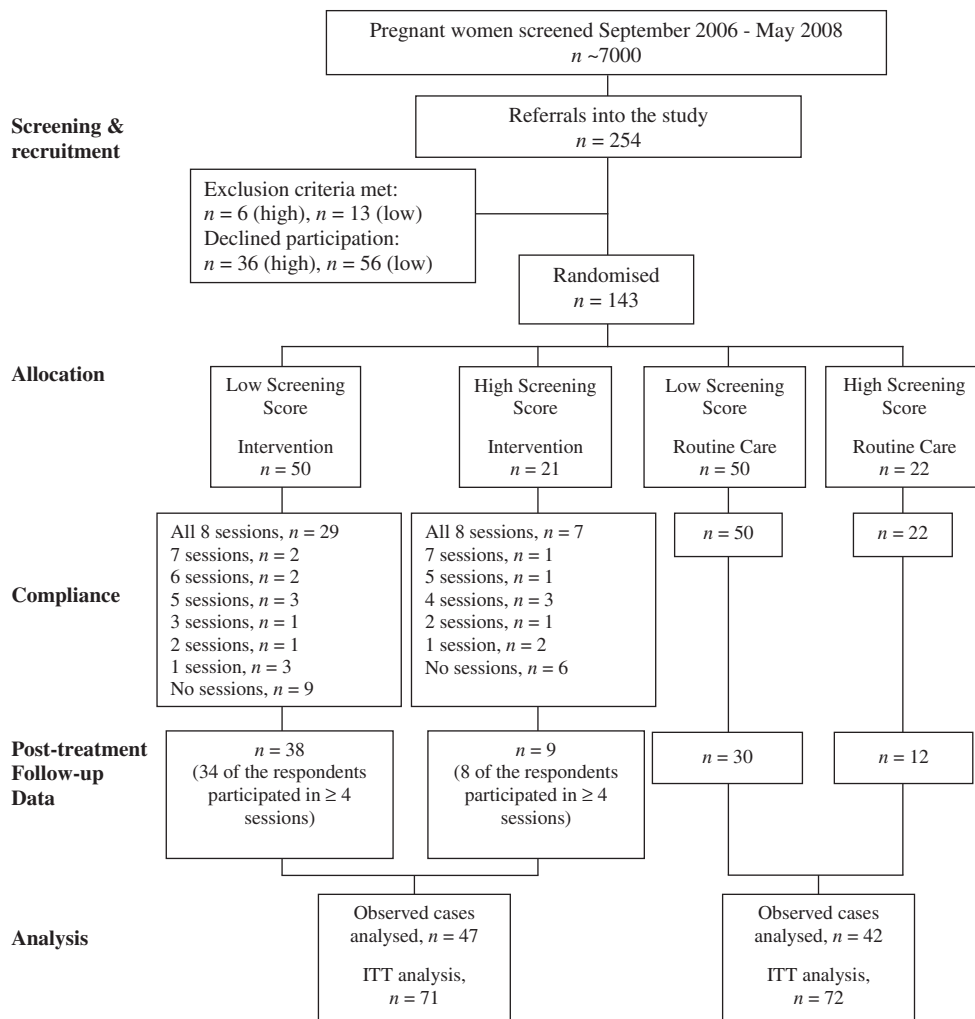 Pregnant women screened September 2006 - May 2008
n ~7000
Screening &
recruitment
Referrals into the study
n = 254
Exclusion criteria met:
n = 6 (high), n = 13 (low)
Declined participation:
n = 36 (high), n = 56 (low)
Randomised
n = 143
Allocation
Low Screening
Score
Intervention
n = 50
High Screening
Score
Intervention
n = 21
Low Screening
Score
Routine Care
n = 50
High Screening
Score
Routine Care
n = 22
Compliance
All 8 sessions, n = 29
7 sessions, n = 2
6 sessions, n = 2
5 sessions, n = 3
3 sessions, n = 1
2 sessions, n = 1
1 session, n = 3
No sessions, n = 9
All 8 sessions, n = 7
7 sessions, n = 1
5 sessions, n = 1
4 sessions, n = 3
2 sessions, n = 1
1 session, n = 2
No sessions, n = 6
n = 50
n = 22
Post-treatment
Follow-up
Data
n = 38
(34 of the respondents
participated in ≥ 4
sessions)
n = 9
(8 of the respondents
participated in ≥ 4
sessions)
n = 30
n = 12
Analysis
Observed cases
analysed, n = 47
ITT analysis,
n = 71
Observed cases
analysed, n = 42
ITT analysis,
n = 72